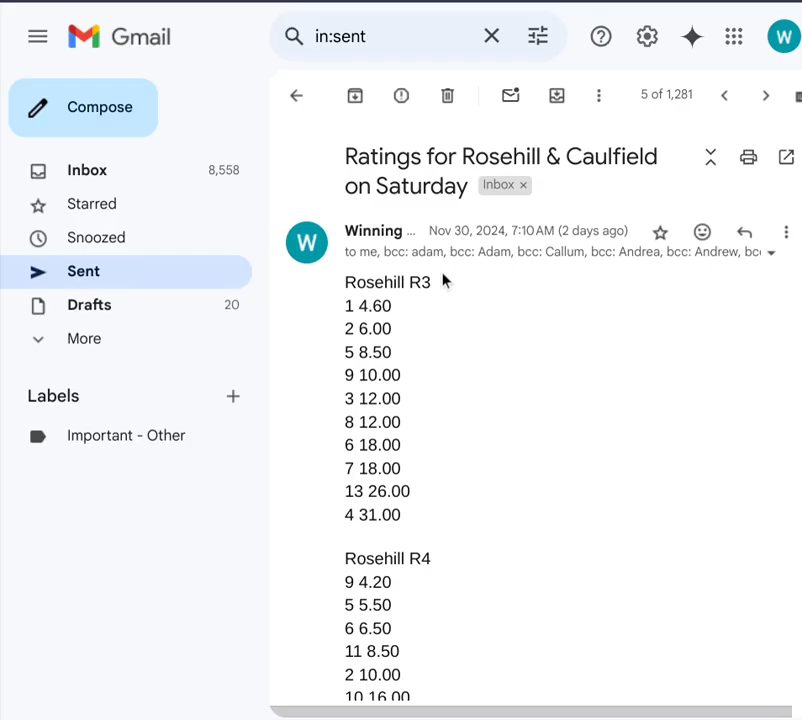 Gmail
in:sent
W
Compose
5 of 1,281
Inbox 8,558
Starred
Snoozed
Sent
Drafts 20
More
Labels
Important - Other
Ratings for Rosehill & Caulfield
on Saturday Inbox ×
W
Winning ... Nov 30, 2024, 7:10 AM (2 days ago)
to me, bcc: adam, bcc: Adam, bcc: Callum, bcc: Andrea, bcc: Andrew, bcc
Rosehill R3
1 4.60
2 6.00
5 8.50
9 10.00
3 12.00
8 12.00
6 18.00
7 18.00
13 26.00
4 31.00
Rosehill R4
9 4.20
5 5.50
6 6.50
11 8.50
2 10.00
10 16.00